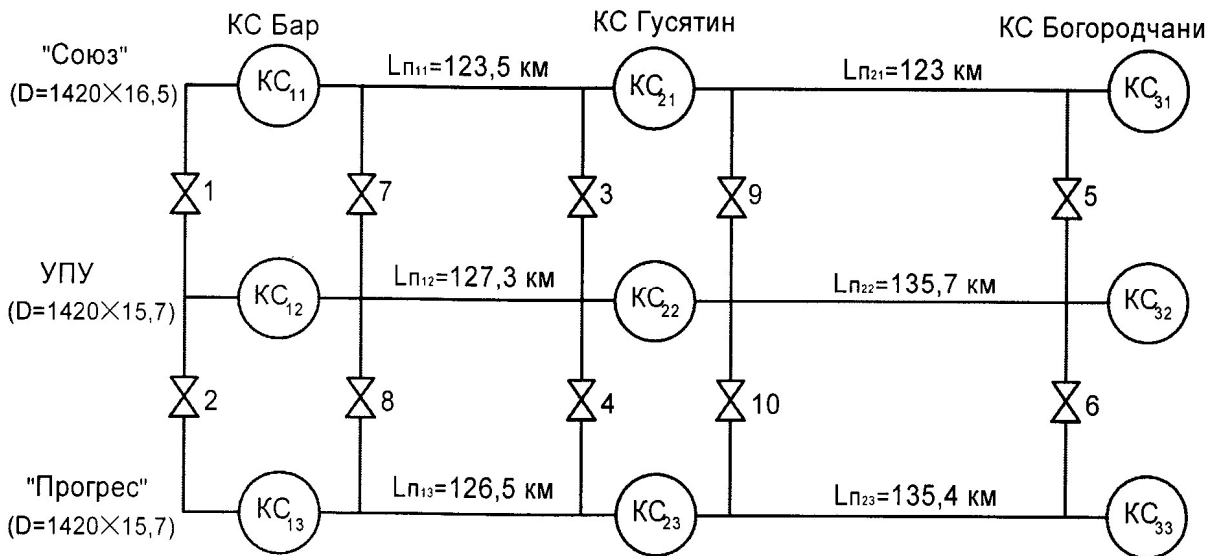 КС Бар
КС Гусятин
КС Богородчани
"Союз"
(D=1420×16,5)
КС11
Lп11=123,5 км
КС21
Lп21=123 км
КС31
1
7
3
9
5
УПУ
(D=1420×15,7)
КС12
Lп12=127,3 км
КС22
Lп22=135,7 км
КС32
2
8
4
10
6
"Прогрес"
(D=1420×15,7)
КС13
Lп13=126,5 км
КС23
Lп23=135,4 км
КС33